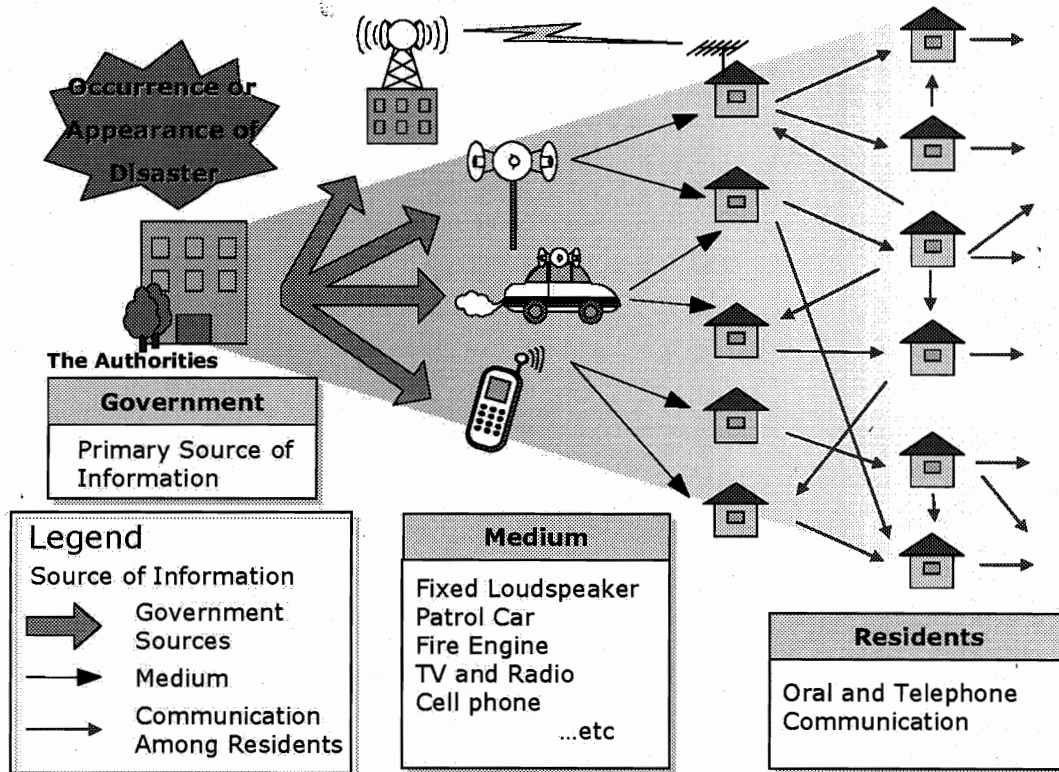 Occurrence or
Appearance of
Disaster
The Authorities
Government
Primary Source of
Information
Legend
Source of Information
Government
Sources
Medium
Communication
Among Residents
Medium
Fixed Loudspeaker
Patrol Car
Fire Engine
TV and Radio
Cell phone
...etc
Residents
Oral and Telephone
Communication